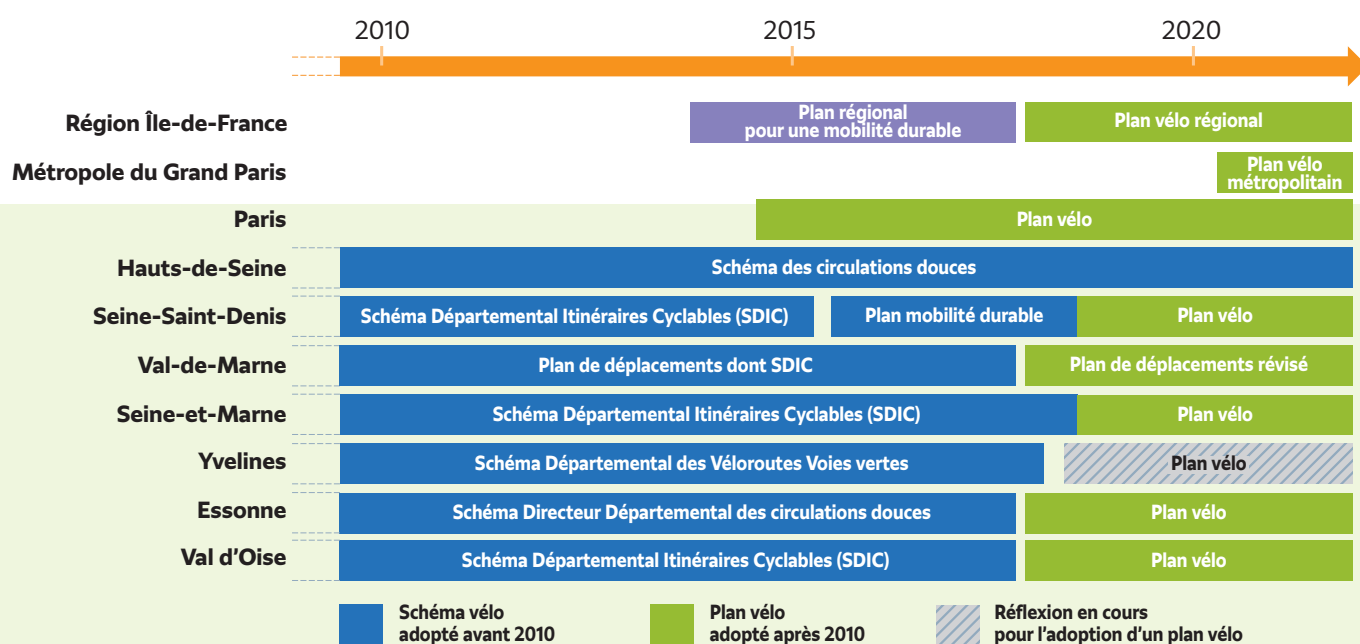 2010 2015 2020
Région Île-de-France
Plan régional
pour une mobilité durable
Plan vélo régional
Métropole du Grand Paris
Plan vélo
métropolitain
Paris
Plan vélo
Hauts-de-Seine
Schéma des circulations douces
Seine-Saint-Denis
Schéma Départemental Itinéraires Cyclables (SDIC)
Plan mobilité durable
Plan vélo
Val-de-Marne
Plan de déplacements dont SDIC
Plan de déplacements révisé
Seine-et-Marne
Schéma Départemental Itinéraires Cyclables (SDIC)
Plan vélo
Yvelines
Schéma Départemental des Véloroutes Voies vertes
Plan vélo
Essonne
Schéma Directeur Départemental des circulations douces
Plan vélo
Val d'Oise
Schéma Départemental Itinéraires Cyclables (SDIC)
Plan vélo
Schéma vélo
adopté avant 2010
Plan vélo
adopté après 2010
Réflexion en cours
pour l'adoption d'un plan vélo